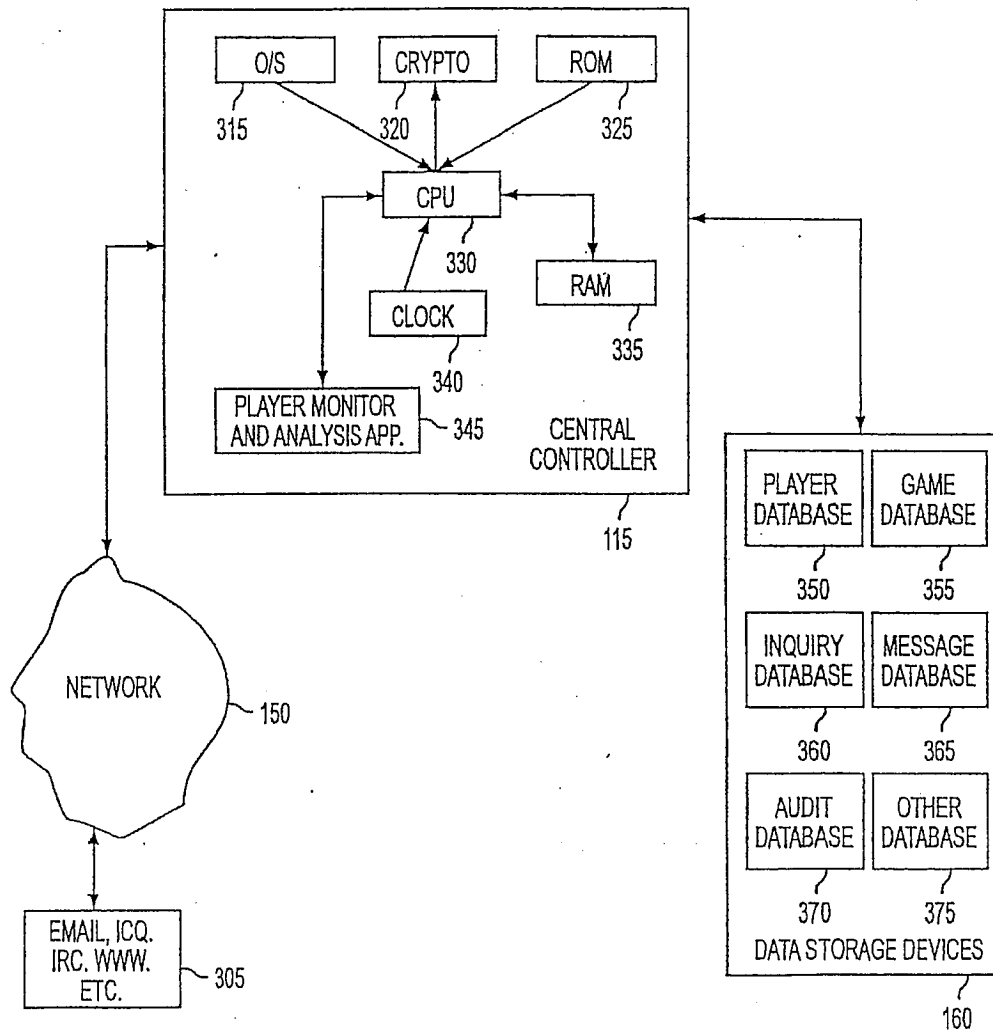 O/S
CRYPTO
ROM
315
320
325
CPU
330
RAM
335
CLOCK
340
PLAYER MONITOR
AND ANALYSIS APP.
345
CENTRAL
CONTROLLER
115
PLAYER
DATABASE
350
GAME
DATABASE
355
INQUIRY
DATABASE
360
MESSAGE
DATABASE
365
AUDIT
DATABASE
370
OTHER
DATABASE
375
DATA STORAGE DEVICES
160
NETWORK
150
EMAIL, ICQ.
IRC. WWW.
ETC.
305